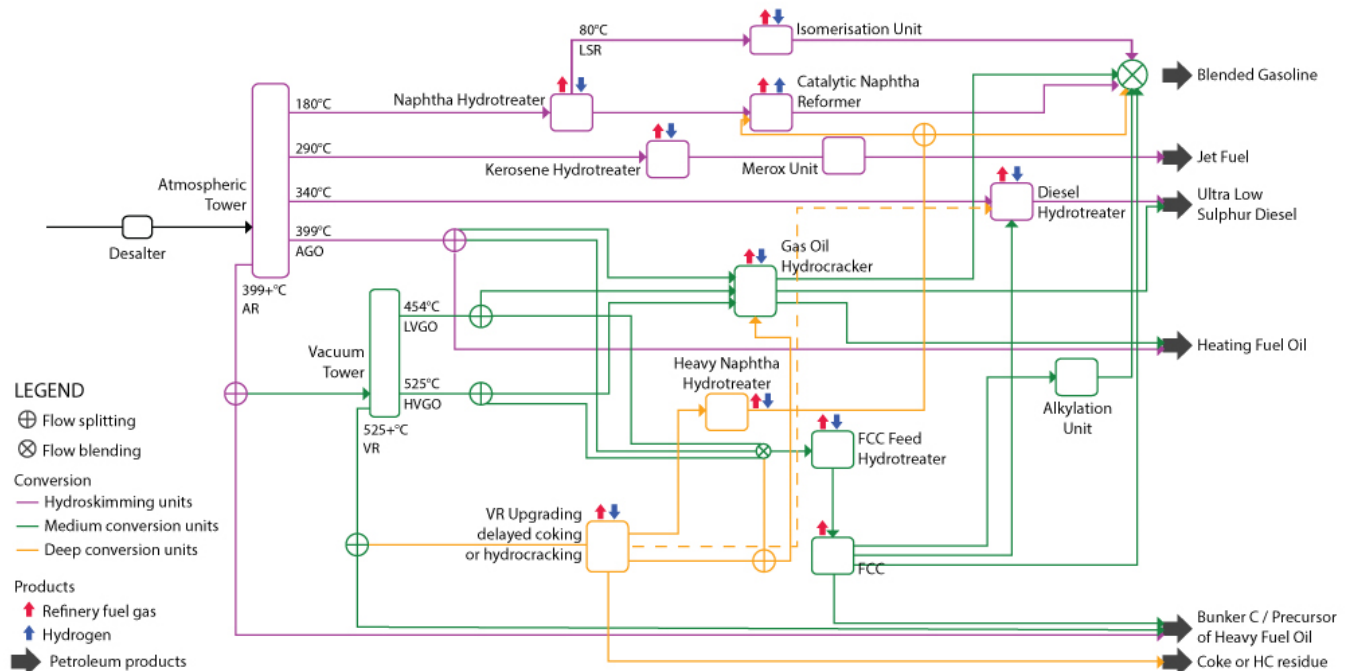 80°C
LSR
Isomerisation Unit
Naphtha Hydrotreater
Catalytic Naphtha
Reformer
Blended Gasoline
180°C
290°C
Kerosene Hydrotreater
Merox Unit
Jet Fuel
Atmospheric
Tower
340°C
Diesel
Hydrotreater
Ultra Low
Sulphur Diesel
Desalter
399°C
AGO
Gas Oil
Hydrocracker
399+°C
AR
454°C
LVGO
Vacuum
Tower
Heating Fuel Oil
Heavy Naphtha
Hydrotreater
525°C
HVGO
Alkylation
Unit
525+°C
VR
FCC Feed
Hydrotreater
VR Upgrading
delayed coking
or hydrocracking
FCC
Bunker C / Precursor
of Heavy Fuel Oil
Coke or HC residue
LEGEND
Flow splitting
Flow blending
Conversion
Hydroskimming units
Medium conversion units
Deep conversion units
Products
Refinery fuel gas
Hydrogen
Petroleum products